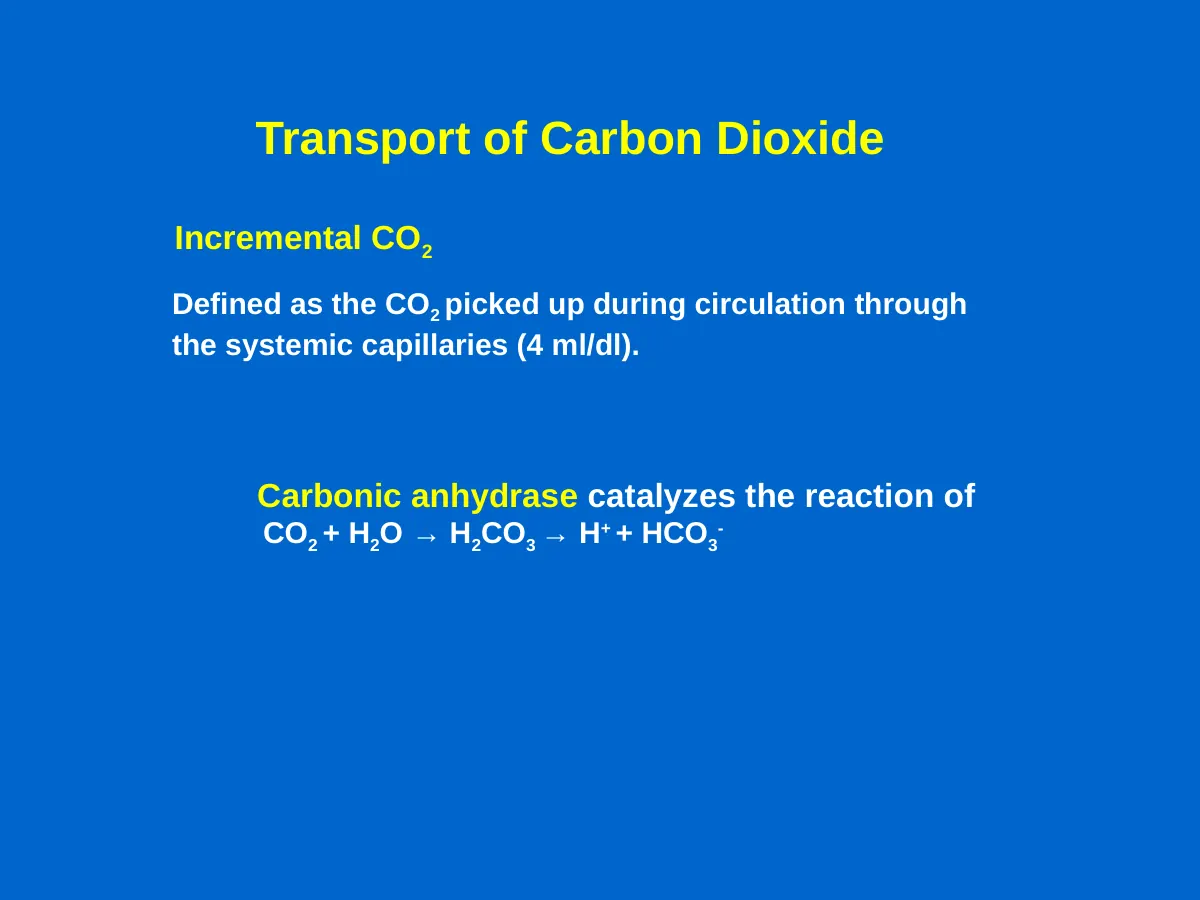 Transport of Carbon Dioxide
Incremental CO₂
Defined as the CO₂ picked up during circulation through
the systemic capillaries (4 ml/dl).
Carbonic anhydrase catalyzes the reaction of
CO₂ + H₂O → H₂CO₃ → H⁺ + HCO₃⁻